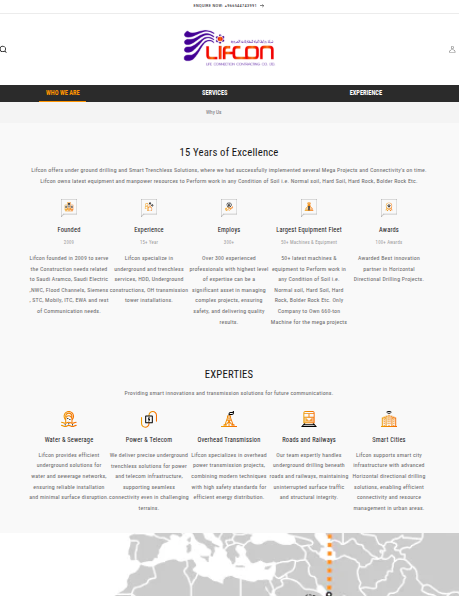 ENQUIRE NOW: +966544743991 →
LIFCON
LIFE CONNECTION CONTRACTING CO. LTD.
WHO WE ARE
SERVICES
EXPERIENCE
Why Us
15 Years of Excellence
Lifcon offers under ground drilling and Smart Trenchless Solutions, where we had successfully implemented several Mega Projects and Connectivity's on time.
Lifcon owns latest equipment and manpower resources to Perform work in any Condition of Soil i.e. Normal soil, Hard Soil, Hard Rock, Bolder Rock Etc.
Founded
2009
Lifcon founded in 2009 to serve
the Construction needs related
to Saudi Aramco, Saudi Electric
,NWC, Flood Channels, Siemens
, STC, Mobily, ITC, EWA and rest
of Communication needs.
Experience
15+ Year
Lifcon specialize in
underground and trenchless
services, HDD, Underground
constructions, OH transmission
tower installations.
Employs
300+
Over 300 experienced
professionals with highest level
of expertise can be a
significant asset in managing
complex projects, ensuring
safety, and delivering quality
results.
Largest Equipment Fleet
50+ Machines & Equipment
50+ latest machines &
equipment to Perform work in
any Condition of Soil i.e.
Normal soil, Hard Soil, Hard
Rock, Bolder Rock Etc. Only
Company to Own 660-ton
Machine for the mega projects
Awards
100+ Awards
Awarded Best innovation
partner in Horizontal
Directional Drilling Projects.
EXPERTIES
Providing smart innovations and transmission solutions for future communications.
Water & Sewerage
Lifcon provides efficient
underground solutions for
water and sewerage networks,
ensuring reliable installation
and minimal surface disruption
Power & Telecom
We deliver precise underground
trenchless solutions for power
and telecom infrastructure,
supporting seamless
connectivity even in challenging
terrains.
Overhead Transmission
Lifcon specializes in overhead
power transmission projects,
combining modern techniques
with high safety standards for
efficient energy distribution.
Roads and Railways
Our team expertly handles
underground drilling beneath
roads and railways, maintaining
uninterrupted surface traffic
and structural integrity
Smart Cities
Lifcon supports smart city
infrastructure with advanced
Horizontal directional drilling
solutions, enabling efficient
connectivity and resource
management in urban areas.